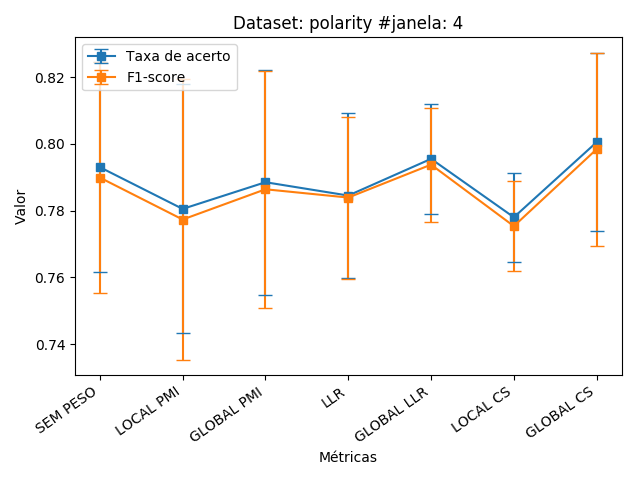 Dataset: polarity #janela: 4
Taxa de acerto
F1-score
0.82
0.80
0.78
0.76
0.74
Valor
SEM PESO
LOCAL PMI
GLOBAL PMI
LLR
GLOBAL LLR
LOCAL CS
GLOBAL CS
Métricas